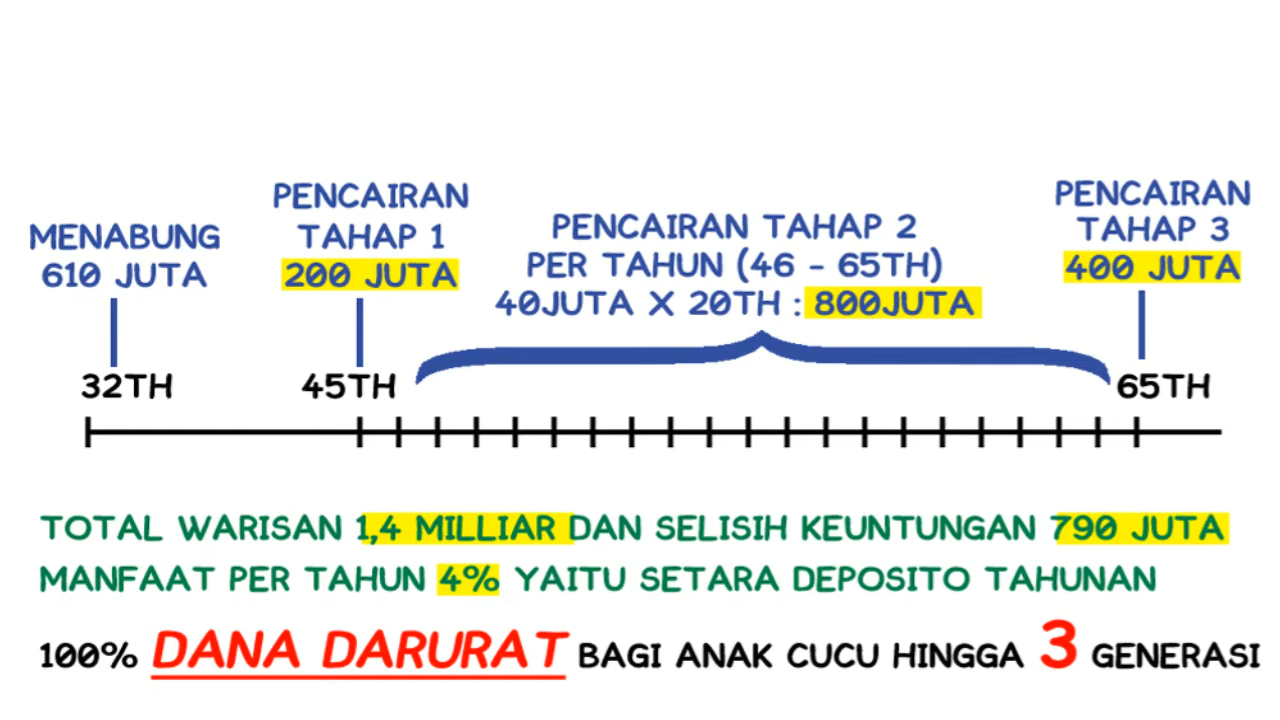 MENABUNG
610 JUTA
PENCAIRAN
TAHAP 1
200 JUTA
PENCAIRAN TAHAP 2
PER TAHUN (46 - 65TH)
40JUTA X 20TH : 800JUTA
PENCAIRAN
TAHAP 3
400 JUTA
32TH
45TH
65TH
TOTAL WARISAN 1,4 MILLIAR DAN SELISIH KEUNTUNGAN 790 JUTA
MANFAAT PER TAHUN 4% YAITU SETARA DEPOSITO TAHUNAN
100% DANA DARURAT BAGI ANAK CUCU HINGGA 3 GENERASI